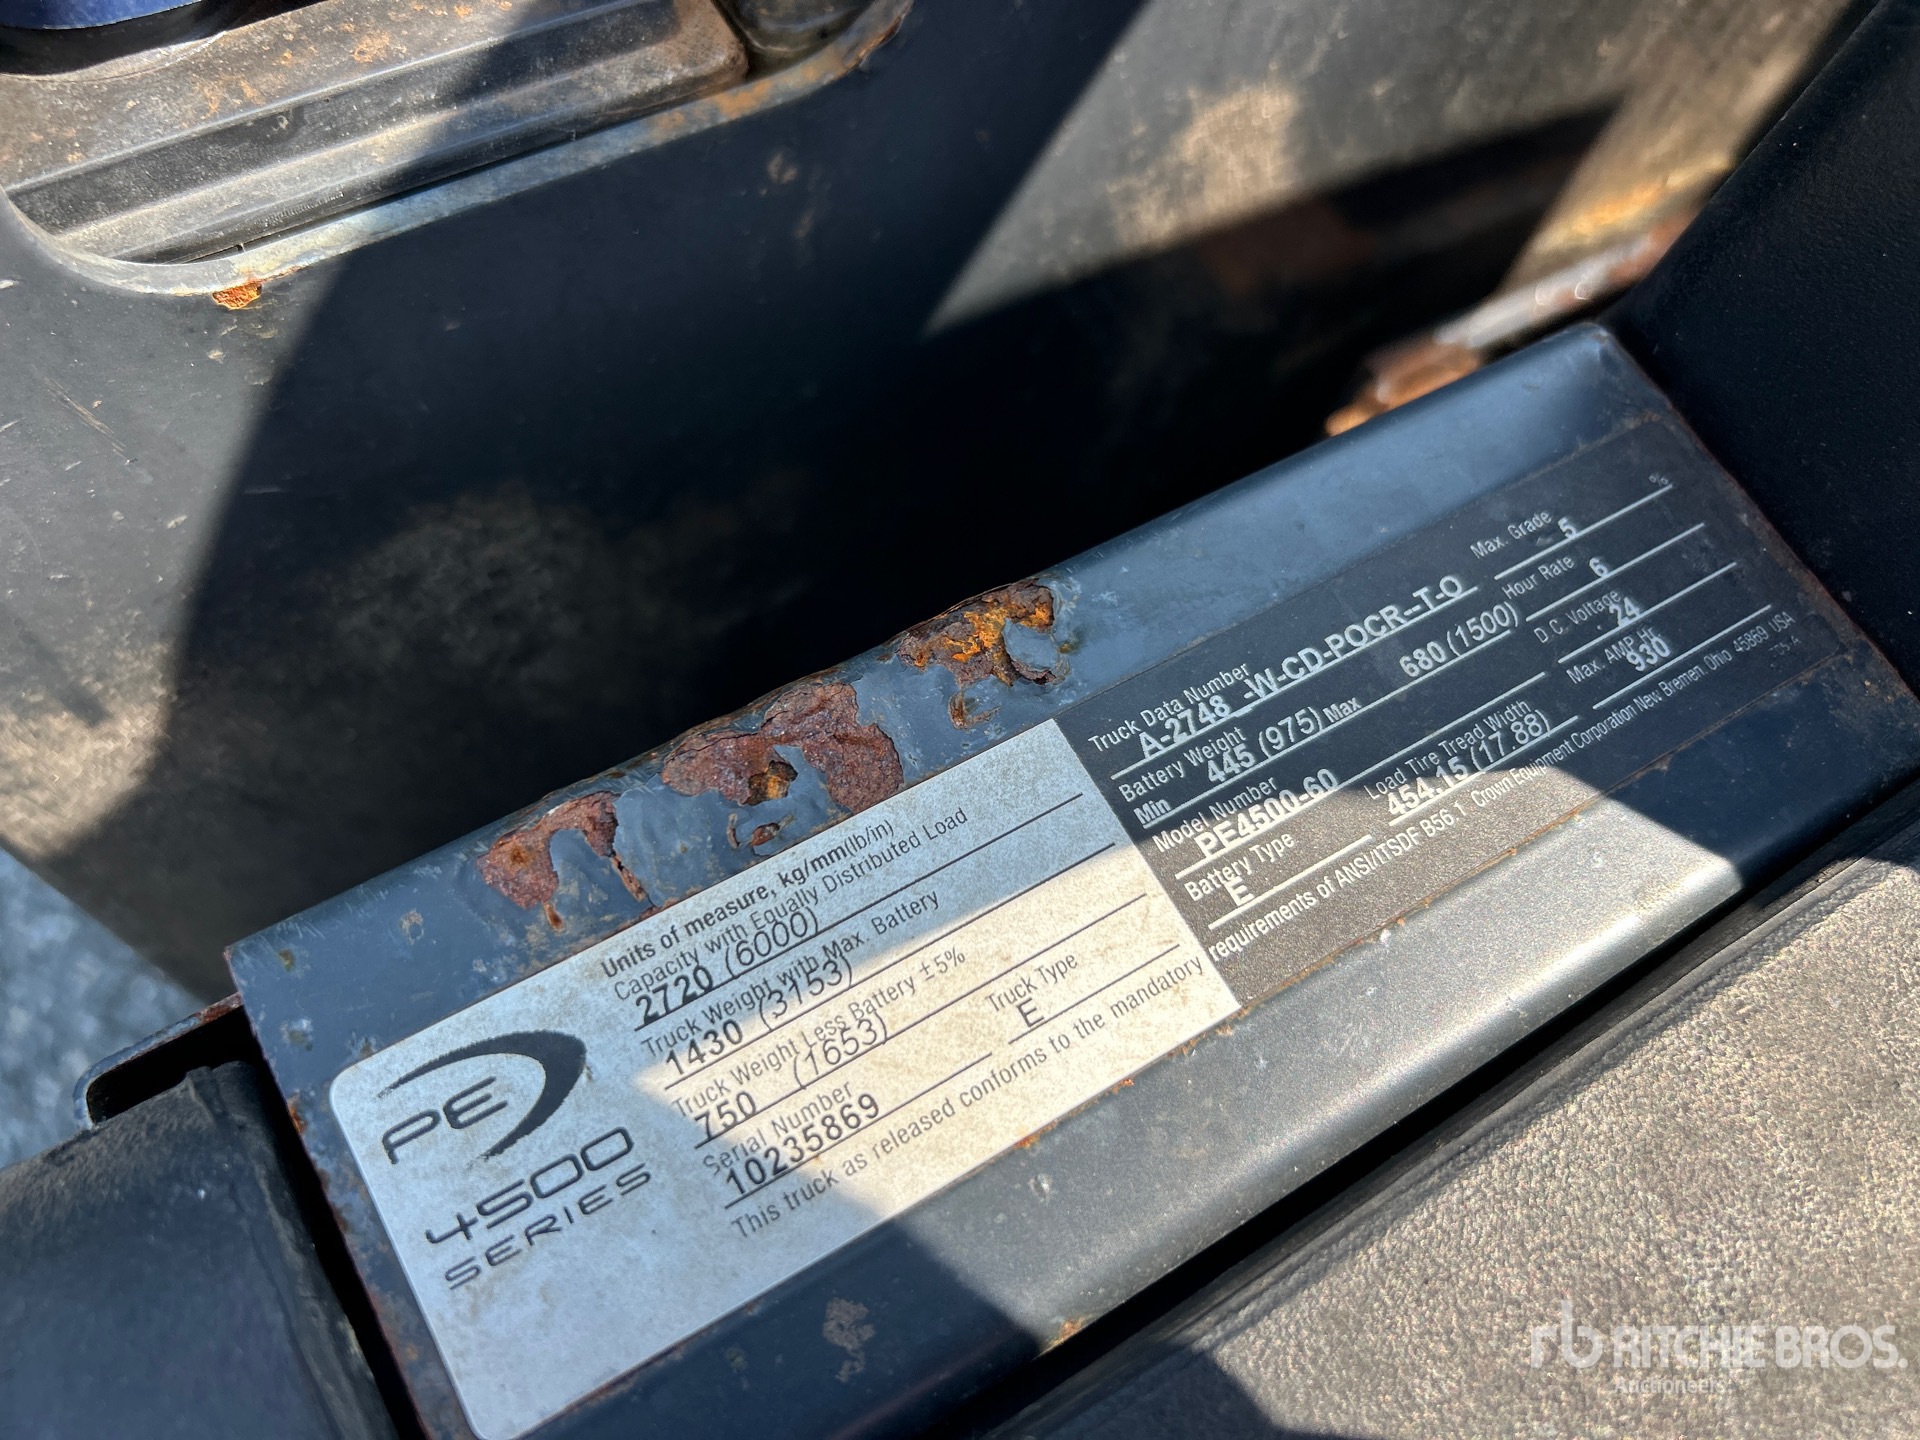 PE
4500
SERIES
Units of measure, kg/mm(lb/in)
Capacity with Equally Distributed Load
2720 (6000)
Truck Weight with Max. Battery
1430 (3153)
Truck Weight Less Battery ±5%
750 (1653)
Serial Number Truck Type
10235869 E
This truck as released conforms to the mandatory
Truck Data Number Max. Grade %
A-2748 -W-CD-POCR--T-O 5
Battery Weight Hour Rate
Min 445 (975) Max 680 (1500) 6
Model Number Load Tire Tread Width D.C. Voltage
PE4500-60 454.15 (17.88) 24
Battery Type Max. AMP Hr.
E 930
requirements of ANSI/ITSDF B56.1 Crown Equipment Corporation New Bremen, Ohio 45869 USA
rb RITCHIE BROS.
Auctioneers